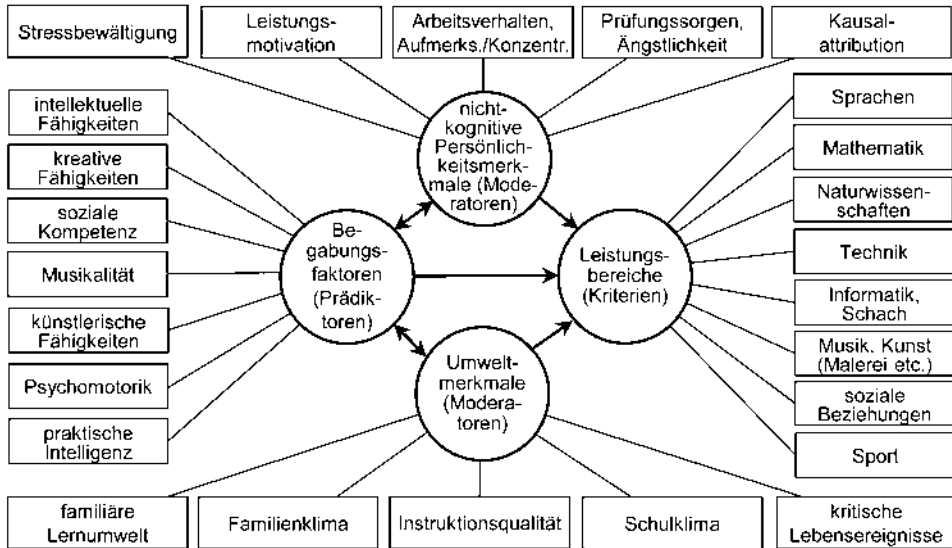 Stressbewältigung
Leistungs-
motivation
Arbeitsverhalten,
Aufmerks./Konzentr.
Prüfungssorgen,
Ängstlichkeit
Kausal-
attribution
intellektuelle
Fähigkeiten
kreative
Fähigkeiten
soziale
Kompetenz
Musikalität
künstlerische
Fähigkeiten
Psychomotorik
praktische
Intelligenz
nicht-
kognitive
Persönlich-
keitsmerk-
male (Mode-
ratoren)
Be-
gabungs-
faktoren
(Prädik-
toren)
Leistungs-
bereiche
(Kriterien)
Umwelt-
merkmale
(Modera-
toren)
Sprachen
Mathematik
Naturwissen-
schaften
Technik
Informatik,
Schach
Musik, Kunst
(Malerei etc.)
soziale
Beziehungen
Sport
familiäre
Lernumwelt
Familienklima
Instruktionsqualität
Schulklima
kritische
Lebensereignisse